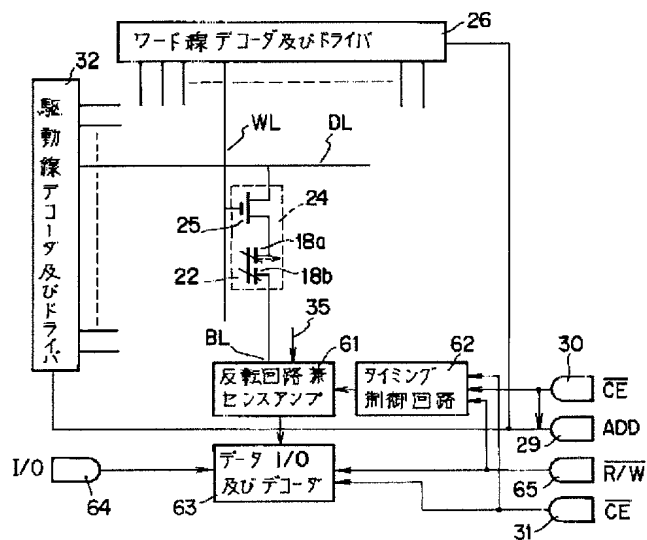 ワード線デコーダ及びドライバ
26
32
駆動線デコーダ及びドライバ
WL
DL
24
25
18a
22
18b
35
BL
61
62
30
反転回路兼
センスアンプ
タイミング
制御回路
C̅E̅
ADD
29
I/O
データ I/O
及びデコーダ
R̅/̅W̅
64
63
65
C̅E̅
31